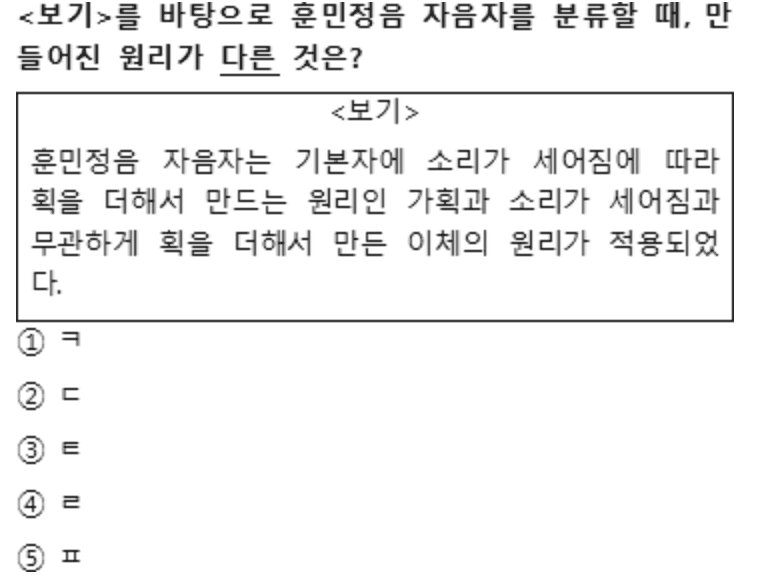 <보기>를 바탕으로 훈민정음 자음자를 분류할 때, 만
들어진 원리가 다른 것은?
<보기>
훈민정음 자음자는 기본자에 소리가 세어짐에 따라
획을 더해서 만드는 원리인 가획과 소리가 세어짐과
무관하게 획을 더해서 만든 이체의 원리가 적용되었
다.
① ㅋ
② ㄷ
③ ㅌ
④ ㄹ
⑤ ㅍ